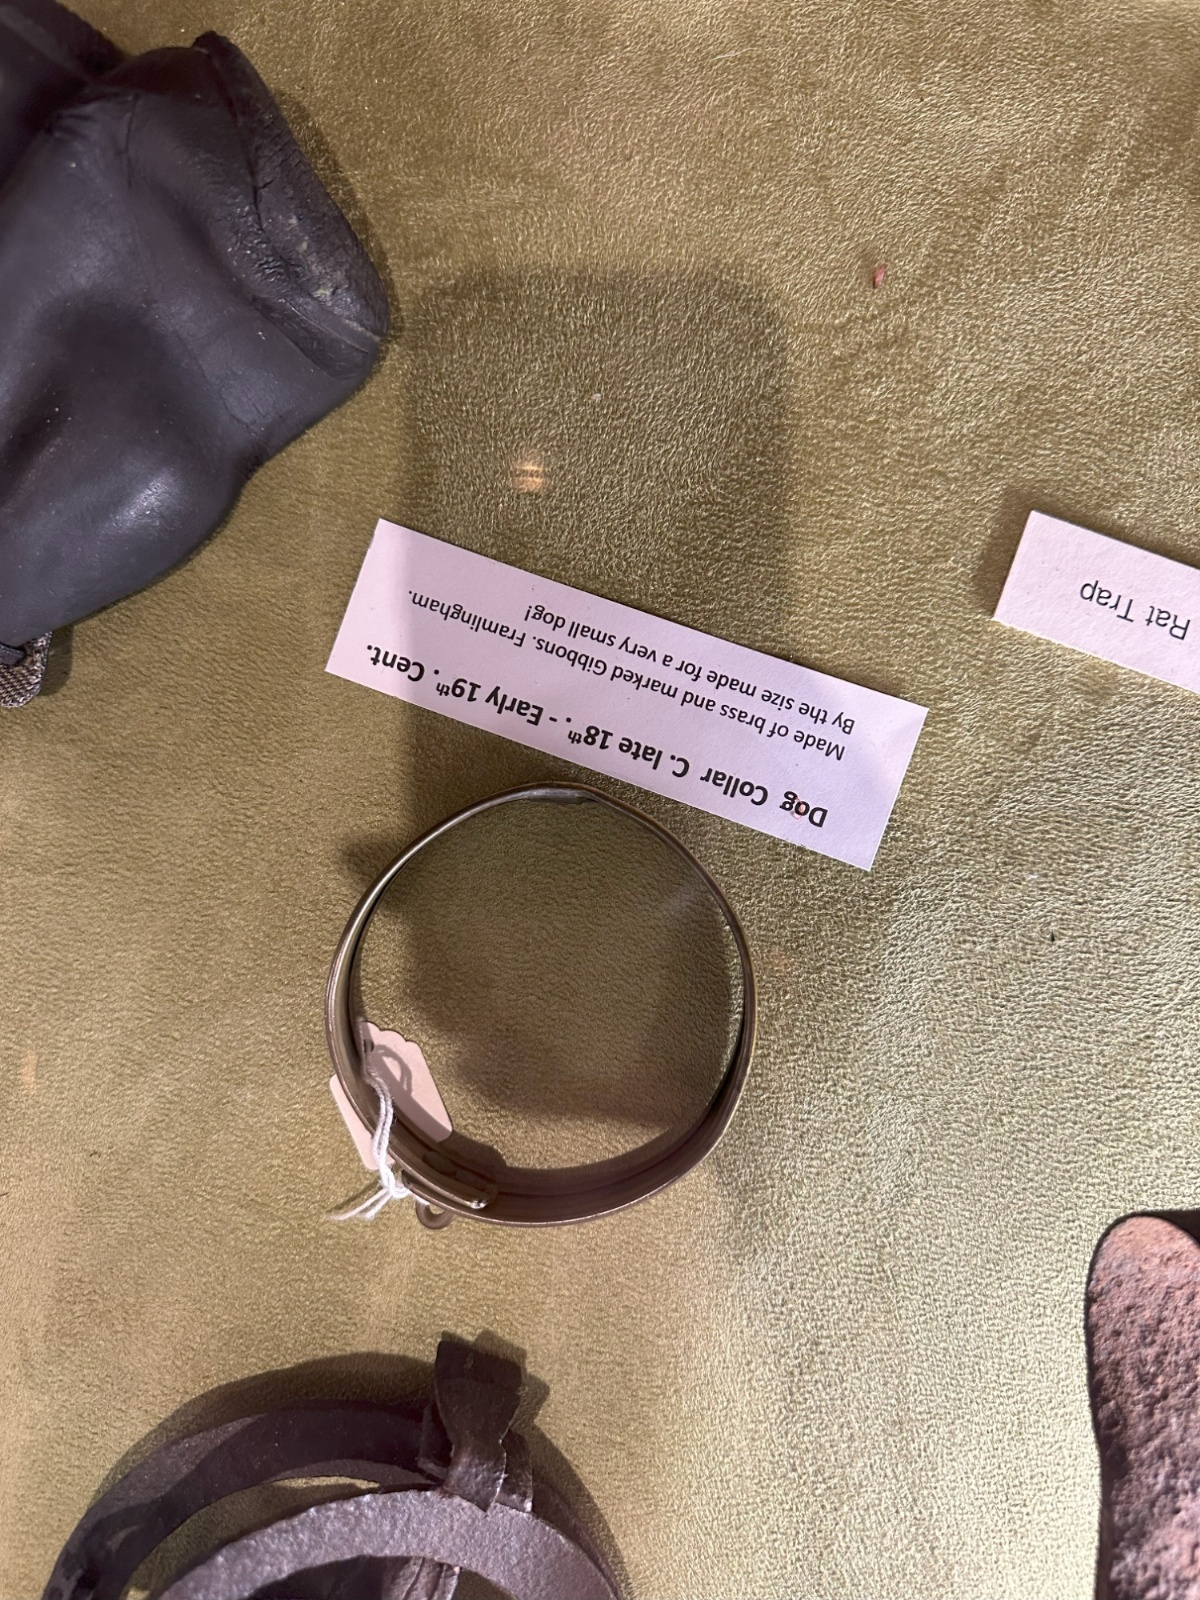 Dog Collar C. late 18th. - Early 19th. Cent.
Made of brass and marked Gibbons. Framlingham.
By the size made for a very small dog!
Rat Trap